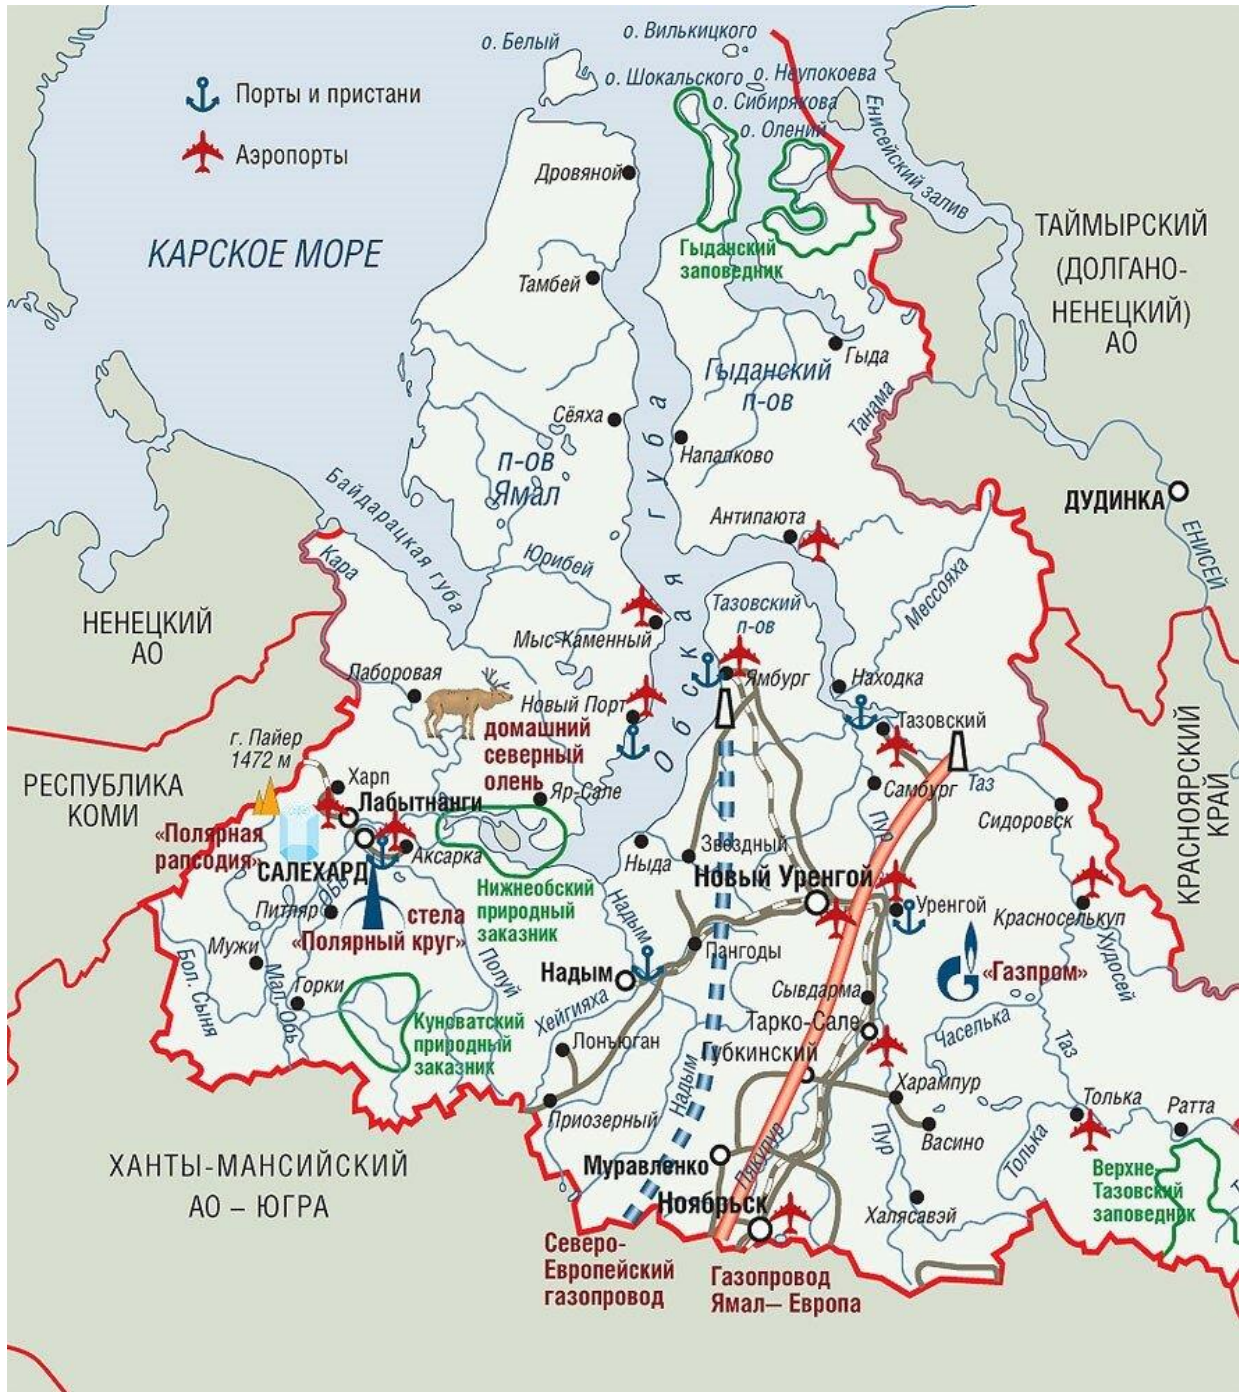 о. Белый
о. Вилькицкого
о. Шокальского
о. Неупокоева
о. Сибирякова
о. Олений
Енисейский залив
Порты и пристани
Аэропорты
КАРСКОЕ МОРЕ
Дровяной
Тамбей
Гыданский
заповедник
ТАЙМЫРСКИЙ
(ДОЛГАНО-
НЕНЕЦКИЙ)
АО
Гыда
Гыданский
п-ов
Танама
Сёяха
Напалково
п-ов
Ямал
Обская губа
Байдарацкая губа
Антипаюта
ДУДИНКА
ЕНИСЕЙ
Кара
Юрибей
Мессояха
НЕНЕЦКИЙ
АО
Тазовский
п-ов
Мыс-Каменный
Лаборовая
Новый Порт
Ямбург
Находка
домашний
северный
олень
Тазовский
г. Пайер
1472 м
РЕСПУБЛИКА
КОМИ
КРАСНОЯРСКИЙ
КРАЙ
Харп
Лабытнанги
Яр-Сале
Самбург
Таз
Сидоровск
«Полярная
рапсодия»
САЛЕХАРД
Аксарка
Ныда
Звездный
Пур
Новый Уренгой
Уренгой
Красноселькуп
Нижнеобский
природный
заказник
Обь
Питляр
стела
«Полярный круг»
Надым
Пангоды
Мужи
Бол. Сыня
Мал. Обь
Горки
Полуй
Надым
Хейгияха
«Газпром»
Худосей
Сывдарма
Тарко-Сале
Часелька
Таз
Куноватский
природный
заказник
Лонъюган
Губкинский
Надым
Харампур
Толька
Ратта
Приозерный
Васино
Пур
Толька
Пякупур
ХАНТЫ-МАНСИЙСКИЙ
АО – ЮГРА
Муравленко
Верхне-
Тазовский
заповедник
Ноябрьск
Халясавэй
Северо-
Европейский
газопровод
Газопровод
Ямал— Европа